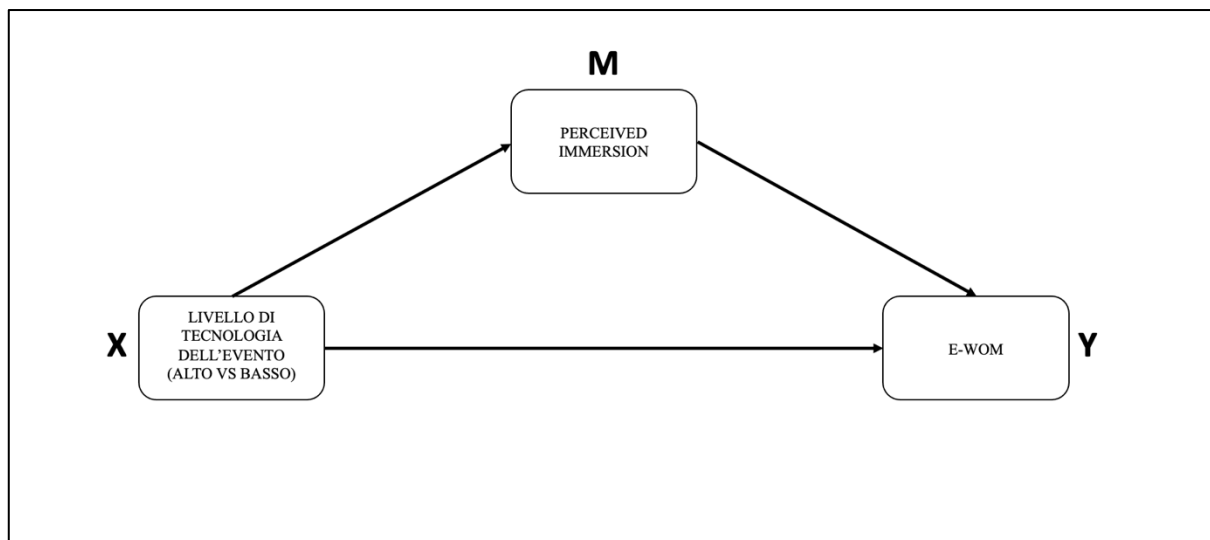 M
PERCEIVED
IMMERSION
X
LIVELLO DI
TECNOLOGIA
DELL'EVENTO
(ALTO VS BASSO)
E-WOM
Y